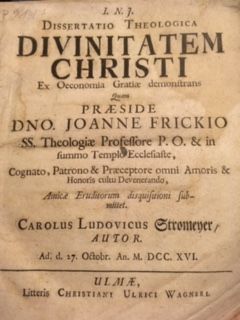 I. N. J.
DISSERTATIO THEOLOGICA
DIVINITATEM
CHRISTI
Ex Oeconomia Gratiæ demonstrans
Quam
PRÆSIDE
DNO. JOANNE FRICKIO
SS. Theologiæ Professore P. O. & in
summo Templo Ecclesiaste,
Cognato, Patrono & Præceptore omni Amoris &
Honoris cultu Devenerando,
Amicæ Eruditorum disquisitioni sub-
mittet.
CAROLUS LUDOVICUS Stromeyer,
AUTOR.
Ad. d. 27. Octobr. An. M. DCC. XVI.
ULMÆ,
Litteris CHRISTIANI ULRICI WAGNERI.